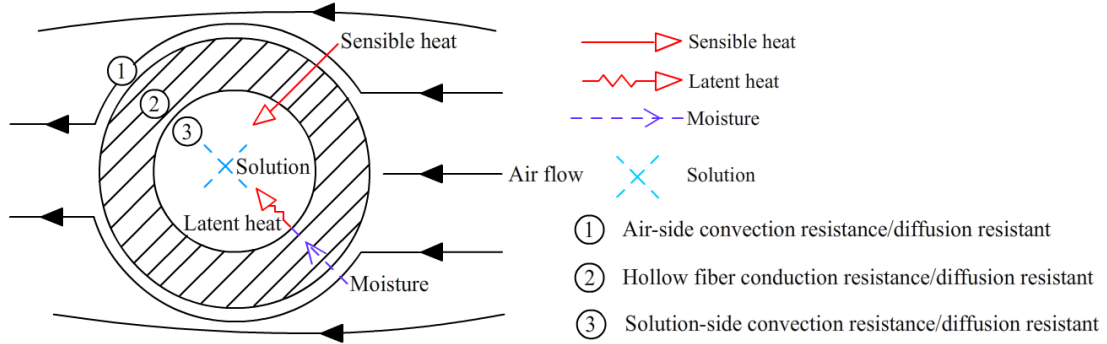 Sensible heat
1
2
3
Solution
Latent heat
Moisture
Air flow
Sensible heat
Latent heat
Moisture
Solution
1 Air-side convection resistance/diffusion resistant
2 Hollow fiber conduction resistance/diffusion resistant
3 Solution-side convection resistance/diffusion resistant